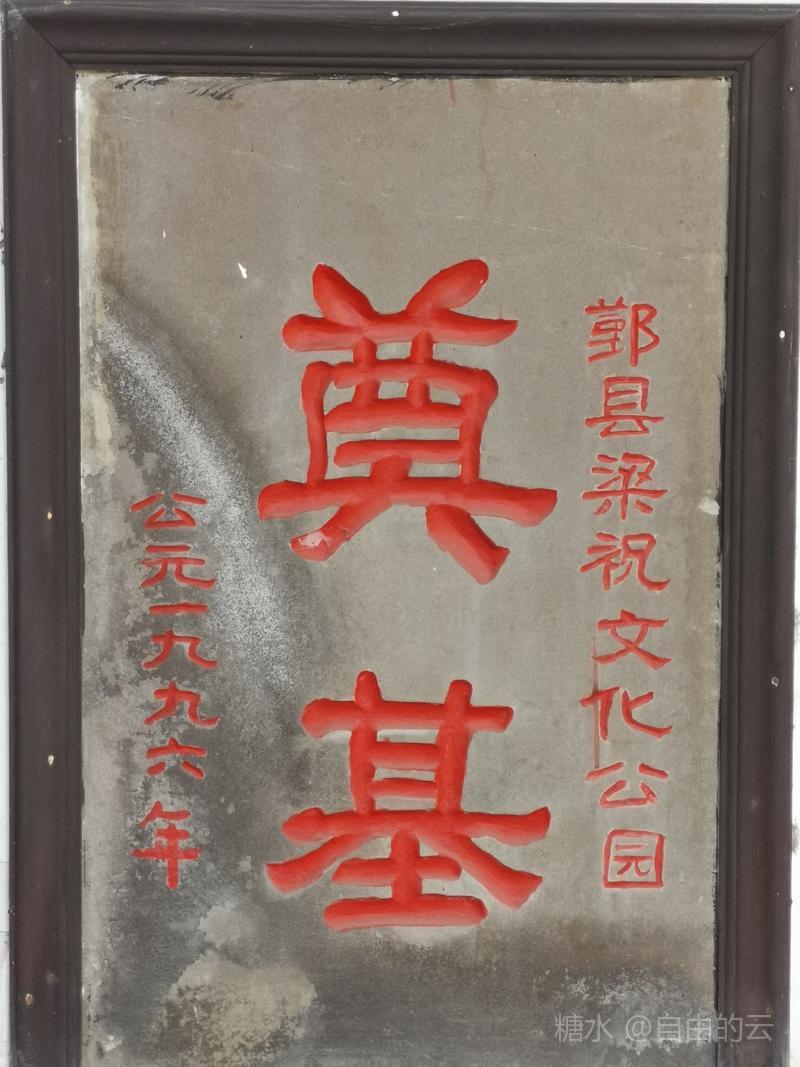 鄞县梁祝文化公园
奠基
公元一九九六年
糖水 @自由的云